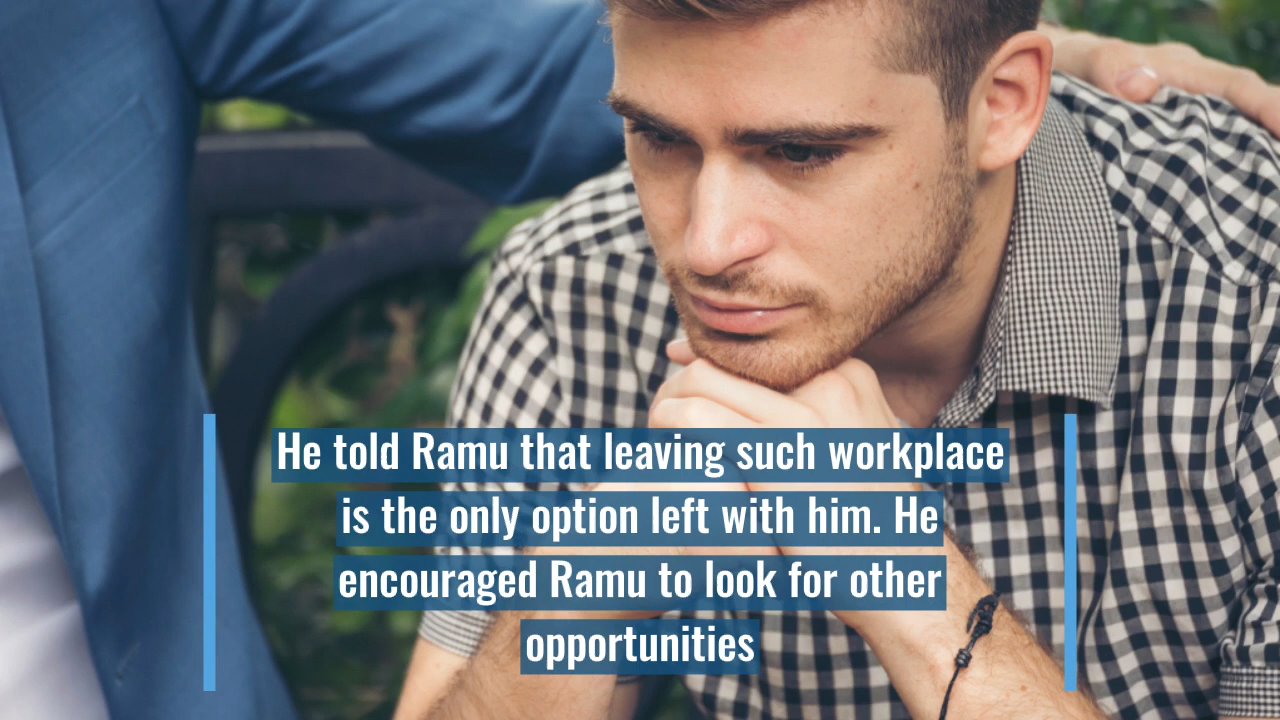 He told Ramu that leaving such workplace
is the only option left with him. He
encouraged Ramu to look for other
opportunities